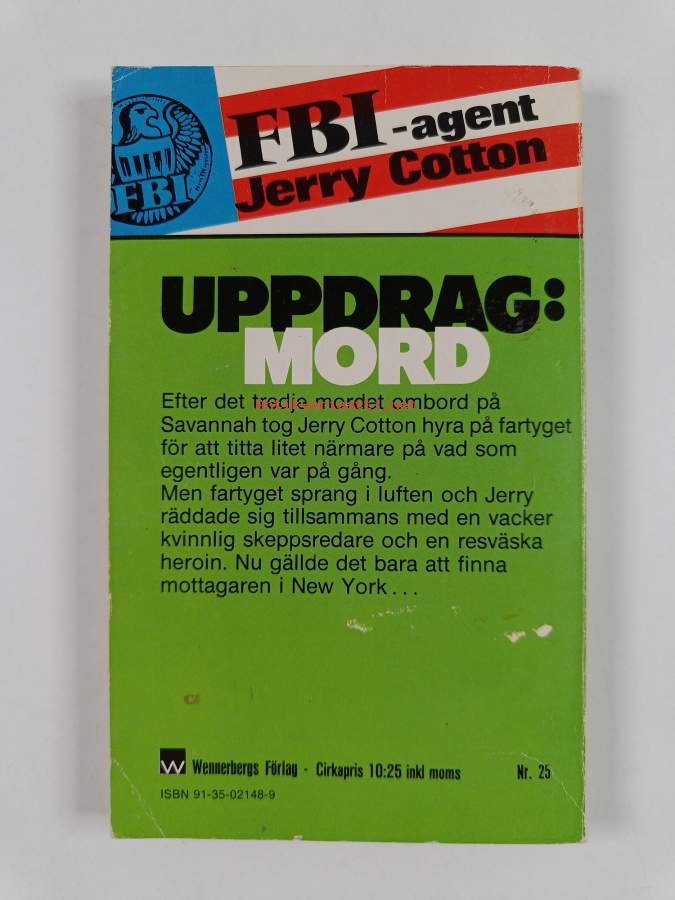 FBI
FBI-agent
Jerry Cotton
UPPDRAG:
MORD
Efter det tredje mordet ombord på
Savannah tog Jerry Cotton hyra på fartyget
för att titta litet närmare på vad som
egentligen var på gång.
Men fartyget sprang i luften och Jerry
räddade sig tillsammans med en vacker
kvinnlig skeppsredare och en resväska
heroin. Nu gällde det bara att finna
mottagaren i New York...
W Wennerbergs Förlag - Cirkapris 10:25 inkl moms Nr. 25
ISBN 91-35-02148-9